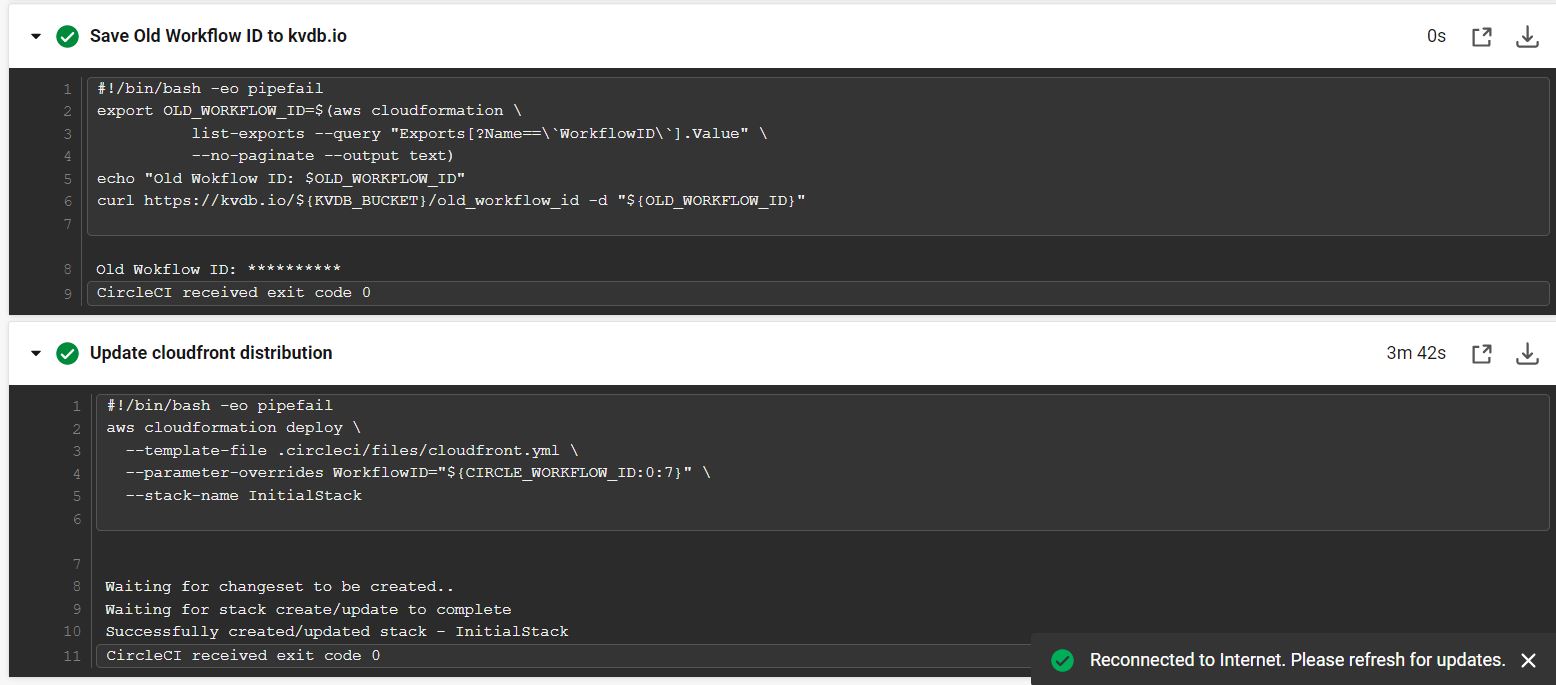 Save Old Workflow ID to kvdb.io 0s
1 #!/bin/bash -eo pipefail
2 export OLD_WORKFLOW_ID=$(aws cloudformation \
3 list-exports --query "Exports[?Name==\`WorkflowID\`].Value" \
4 --no-paginate --output text)
5 echo "Old Wokflow ID: $OLD_WORKFLOW_ID"
6 curl https://kvdb.io/${KVDB_BUCKET}/old_workflow_id -d "${OLD_WORKFLOW_ID}"
7
8 Old Wokflow ID: **********
9 CircleCI received exit code 0
Update cloudfront distribution 3m 42s
1 #!/bin/bash -eo pipefail
2 aws cloudformation deploy \
3 --template-file .circleci/files/cloudfront.yml \
4 --parameter-overrides WorkflowID="${CIRCLE_WORKFLOW_ID:0:7}" \
5 --stack-name InitialStack
6
7
8 Waiting for changeset to be created..
9 Waiting for stack create/update to complete
10 Successfully created/updated stack - InitialStack
11 CircleCI received exit code 0
Reconnected to Internet. Please refresh for updates.